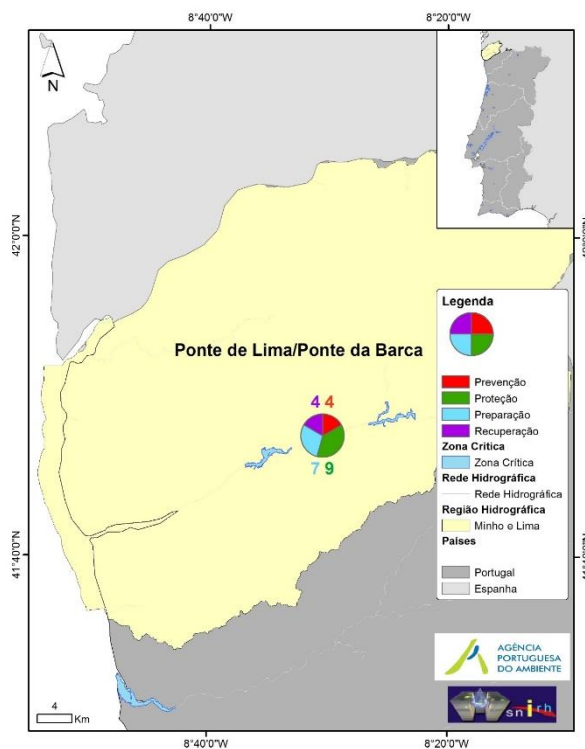 8°40'0"W
8°20'0"W
N
42°0'0"N
Ponte de Lima/Ponte da Barca
4 4
7 9
41°40'0"N
Legenda
Prevenção
Proteção
Preparação
Recuperação
Zona Crítica
Zona Crítica
Rede Hidrográfica
Rede Hidrográfica
Região Hidrográfica
Minho e Lima
Países
Portugal
Espanha
AGÊNCIA
PORTUGUESA
DO AMBIENTE
snirh
4
Km
8°40'0"W
8°20'0"W